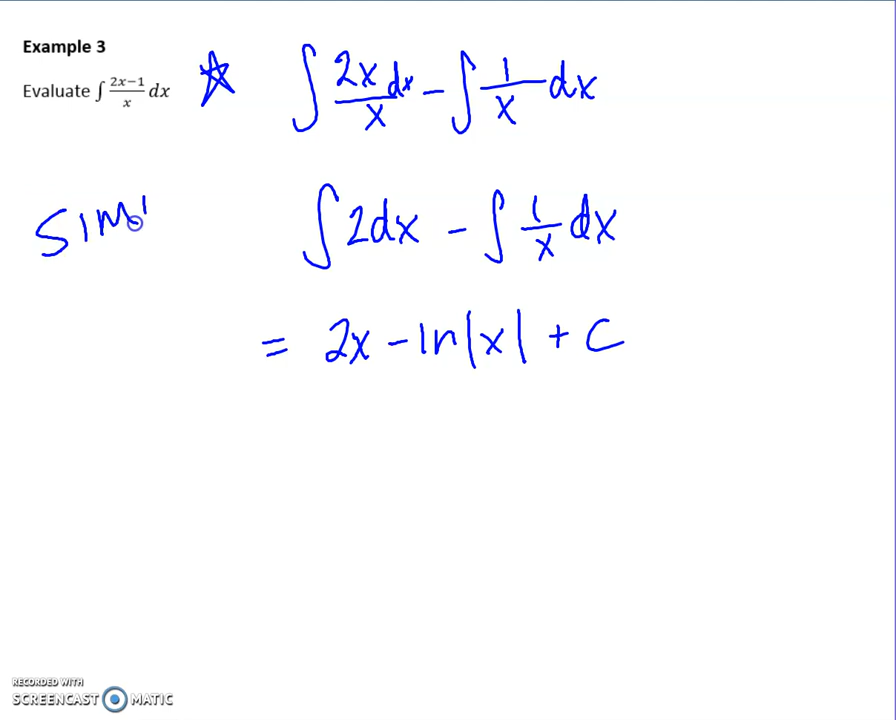 Example 3
Evaluate ∫ (2x−1)/x dx ☆ ∫ 2x dx/x − ∫ 1/x dx
SIM
∫ 2dx − ∫ 1/x dx
= 2x − ln|x| + C
RECORDED WITH
SCREENCAST MATIC